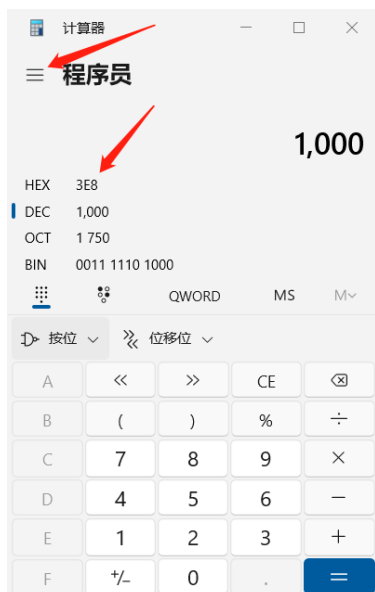 计算器
程序员
1,000
HEX 3E8
DEC 1,000
OCT 1 750
BIN 0011 1110 1000
QWORD MS M
按位 位移位
A << >> CE
B ( ) % ÷
C 7 8 9 ×
D 4 5 6 −
E 1 2 3 +
F +/− 0 . =